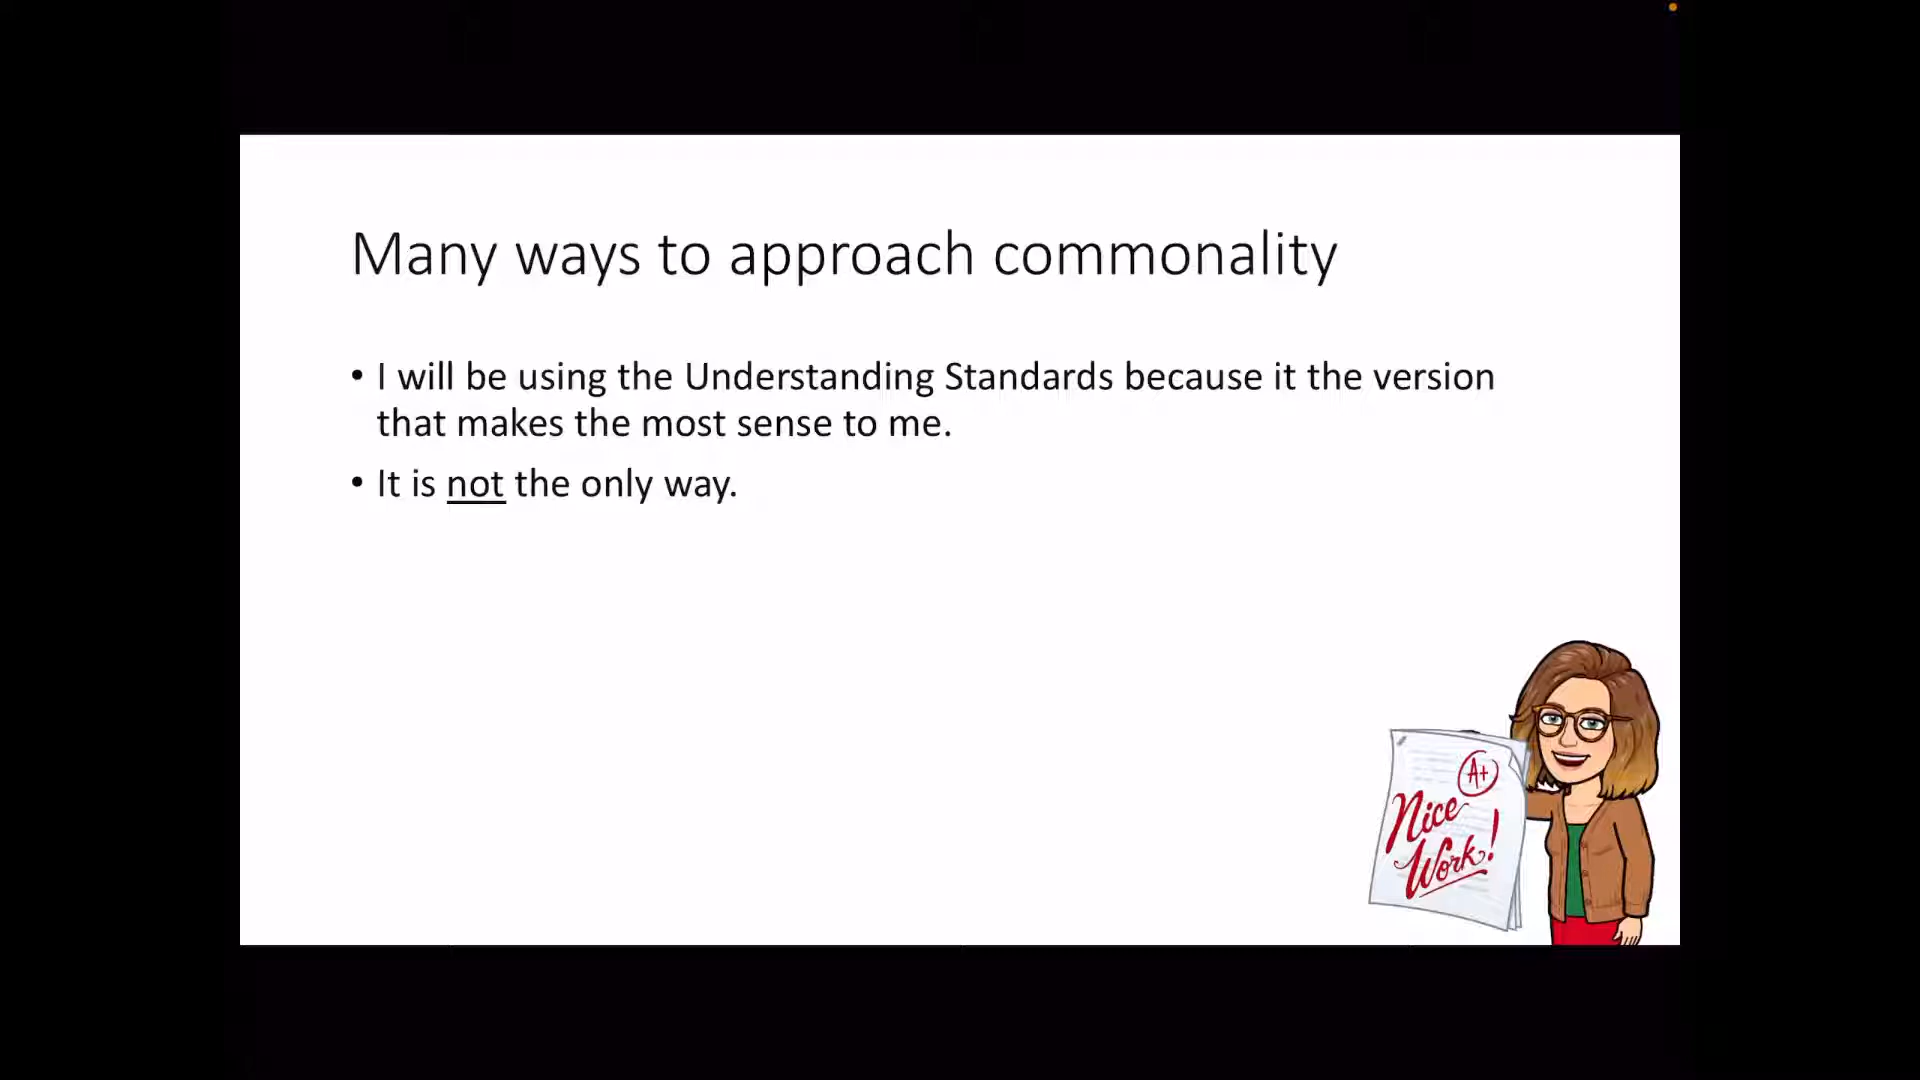 Many ways to approach commonality
• I will be using the Understanding Standards because it the version
that makes the most sense to me.
• It is not the only way.
A+
Nice
Work!